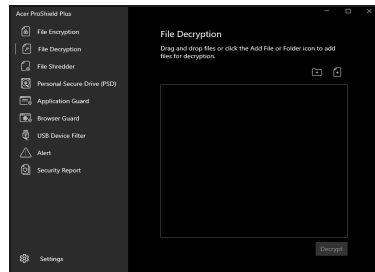 Acer ProShield Plus
File Encryption
File Decryption
File Shredder
Personal Secure Drive (PSD)
Application Guard
Browser Guard
USB Device Filter
Alert
Security Report
Settings
File Decryption
Drag and drop files or click the Add File or Folder icon to add
files for decryption.
Decrypt